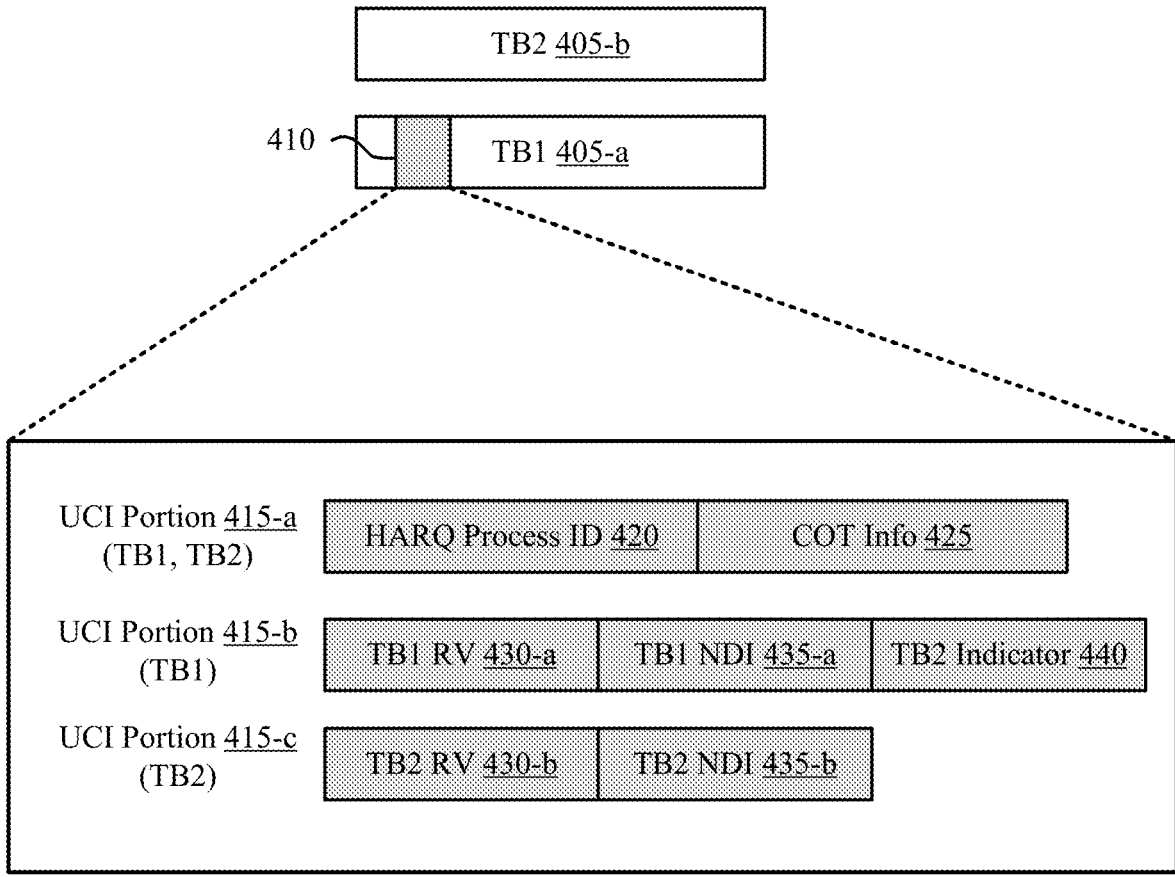 TB2 405-b
410
TB1 405-a
UCI Portion 415-a
(TB1, TB2)
HARQ Process ID 420
COT Info 425
UCI Portion 415-b
(TB1)
TB1 RV 430-a
TB1 NDI 435-a
TB2 Indicator 440
UCI Portion 415-c
(TB2)
TB2 RV 430-b
TB2 NDI 435-b